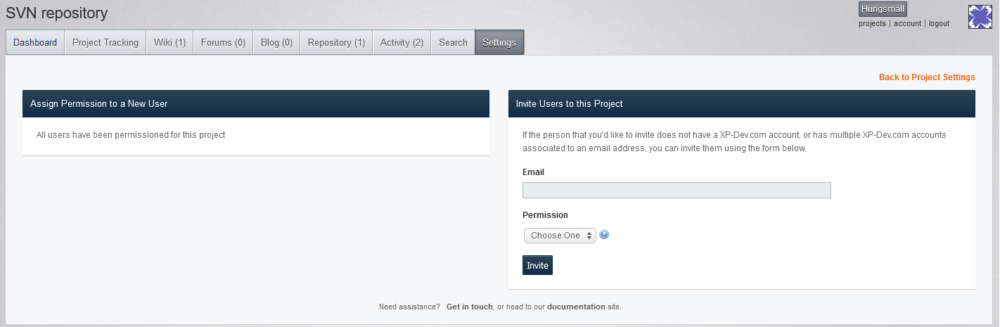 SVN repository
Hungsmall
projects | account | logout
Dashboard
Project Tracking
Wiki (1)
Forums (0)
Blog (0)
Repository (1)
Activity (2)
Search
Settings
Back to Project Settings
Assign Permission to a New User
All users have been permissioned for this project
Invite Users to this Project
If the person that you'd like to invite does not have a XP-Dev.com account, or has multiple XP-Dev.com accounts
associated to an email address, you can invite them using the form below.
Email
Permission
Choose One
?
Invite
Need assistance? Get in touch, or head to our documentation site.